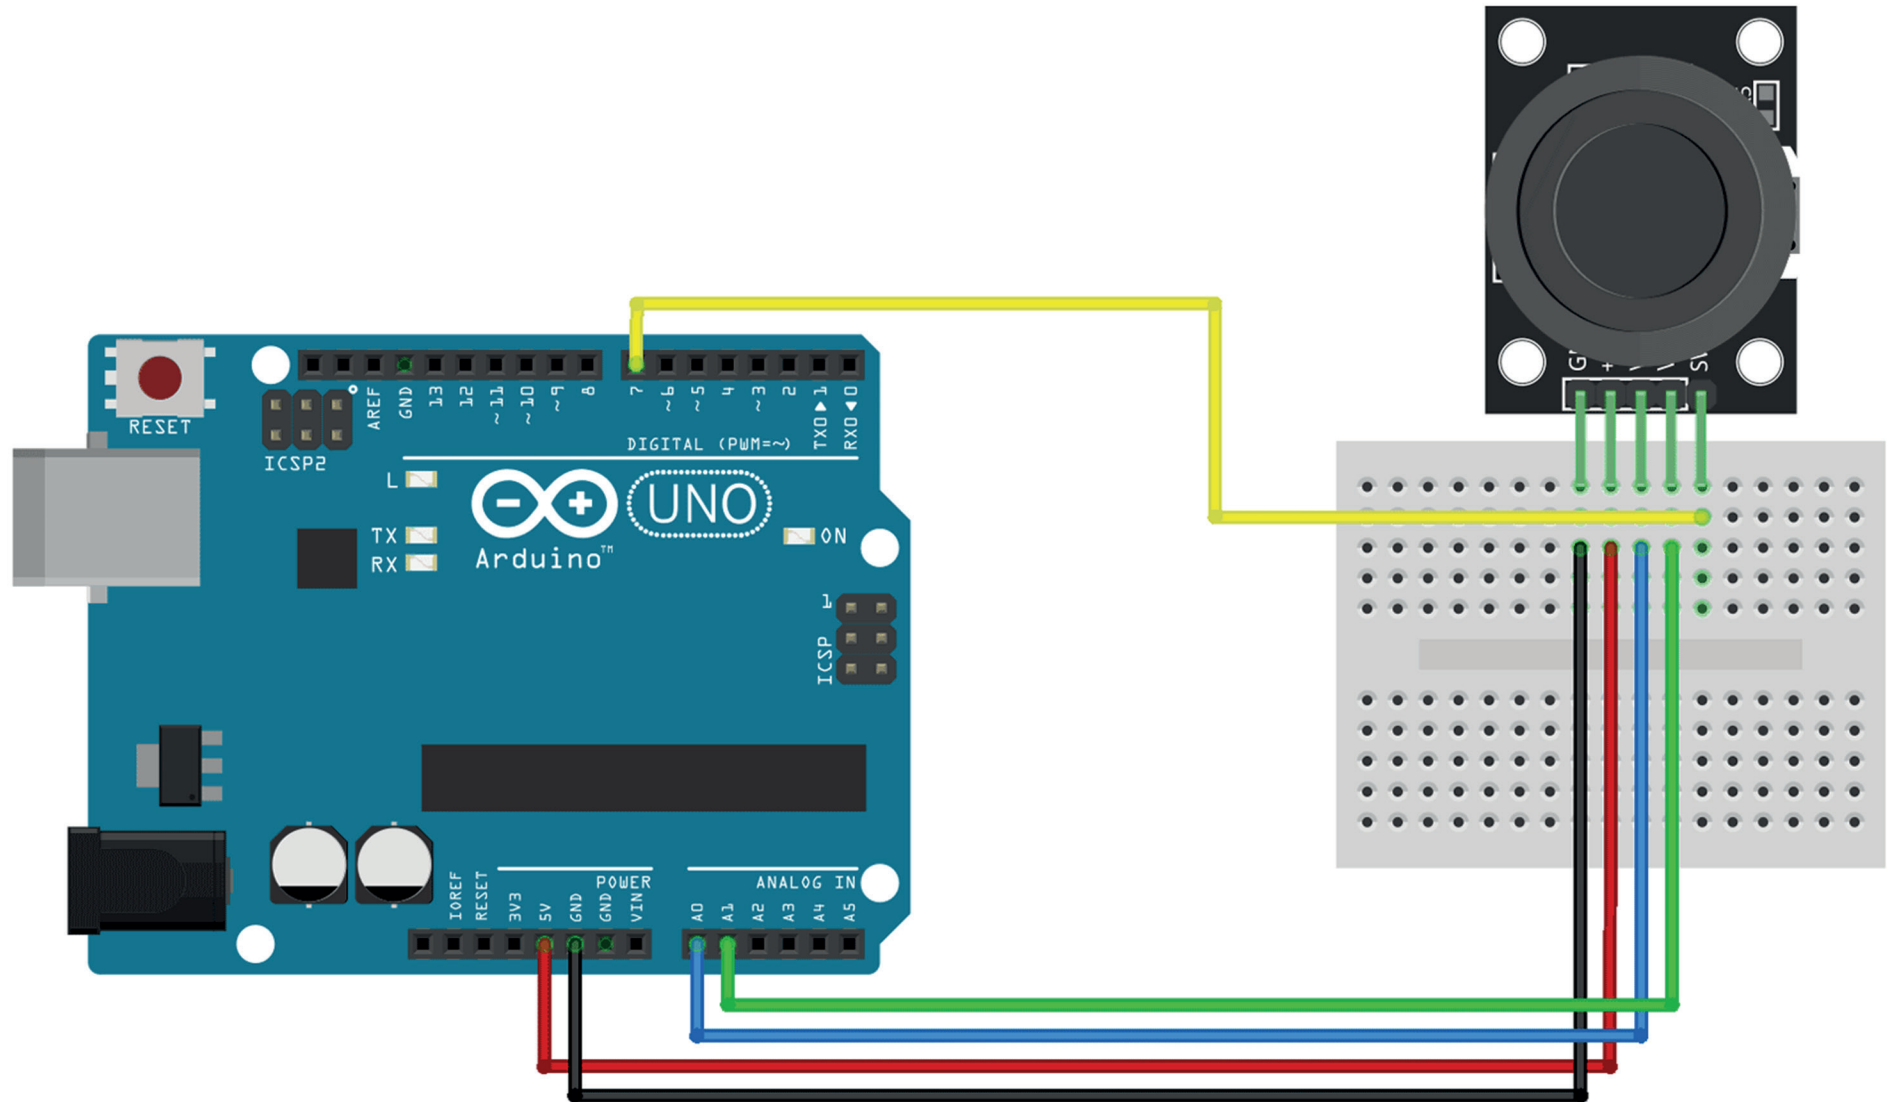 RESET
ICSP2
AREF
GND
13
12
~11
~10
~9
8
7
~6
~5
4
~3
2
TX0▶1
RX0◀0
DIGITAL (PWM=~)
L
TX
RX
Arduino™
UNO
ON
1
ICSP
POWER
ANALOG IN
IOREF
RESET
3V3
5V
GND
GND
VIN
A0
A1
A2
A3
A4
A5
+